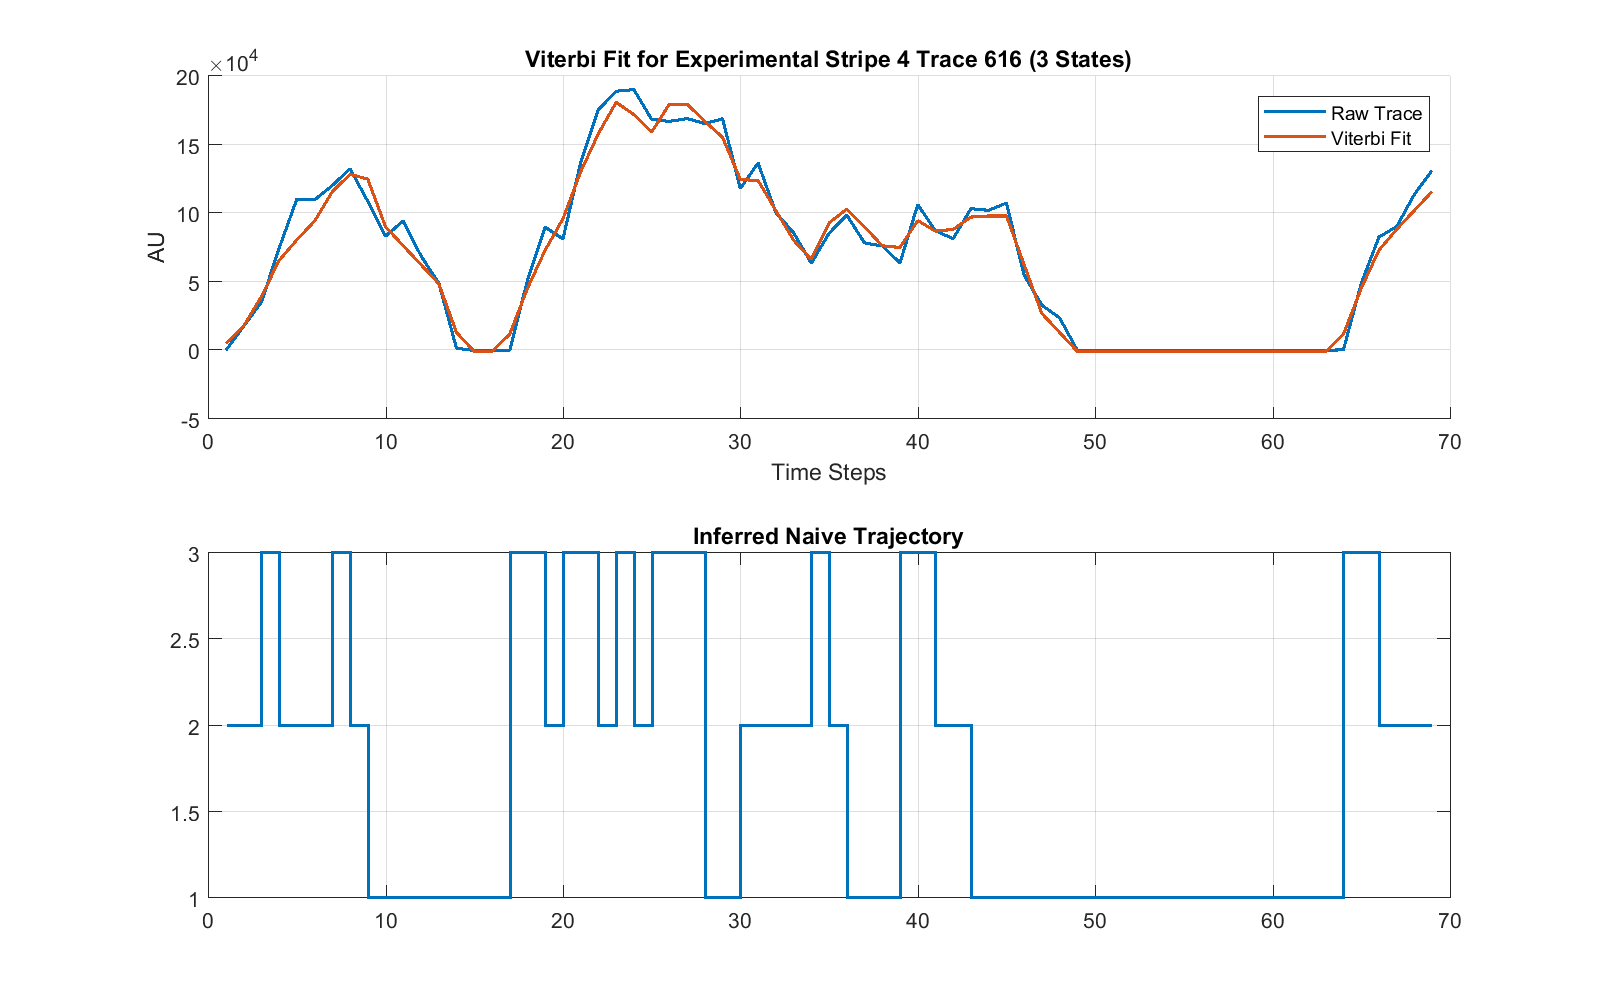 Viterbi Fit for Experimental Stripe 4 Trace 616 (3 States)
×10⁴
20
15
10
5
0
-5
AU
Raw Trace
Viterbi Fit
0 10 20 30 40 50 60 70
Time Steps
Inferred Naive Trajectory
3
2.5
2
1.5
1
0 10 20 30 40 50 60 70